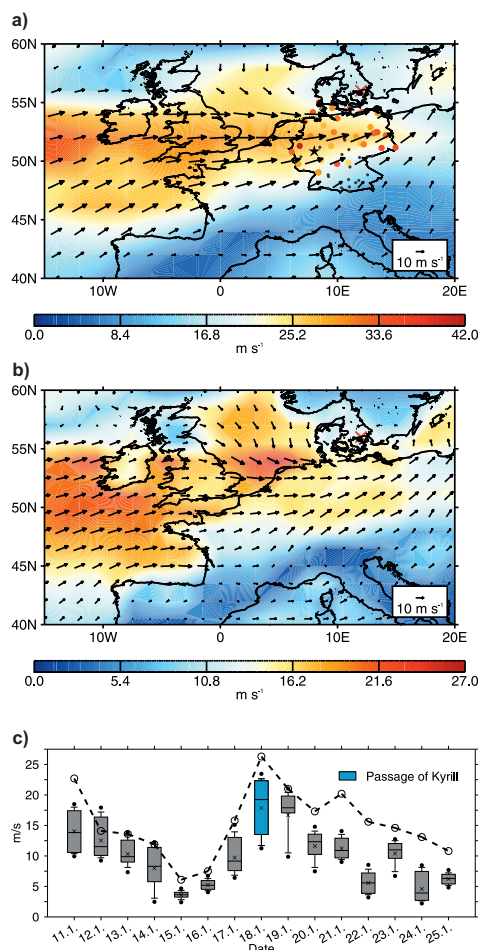 a)
60N
55N
50N
45N
40N
10 m s⁻¹
10W 0 10E 20E
0.0 8.4 16.8 25.2 33.6 42.0
m s⁻¹
b)
60N
55N
50N
45N
40N
10 m s⁻¹
10W 0 10E 20E
0.0 5.4 10.8 16.2 21.6 27.0
m s⁻¹
c)
25
20
15
10
5
0
m/s
Passage of Kyrill
11.1. 12.1. 13.1. 14.1. 15.1. 16.1. 17.1. 18.1. 19.1. 20.1. 21.1. 22.1. 23.1. 24.1. 25.1.
Date